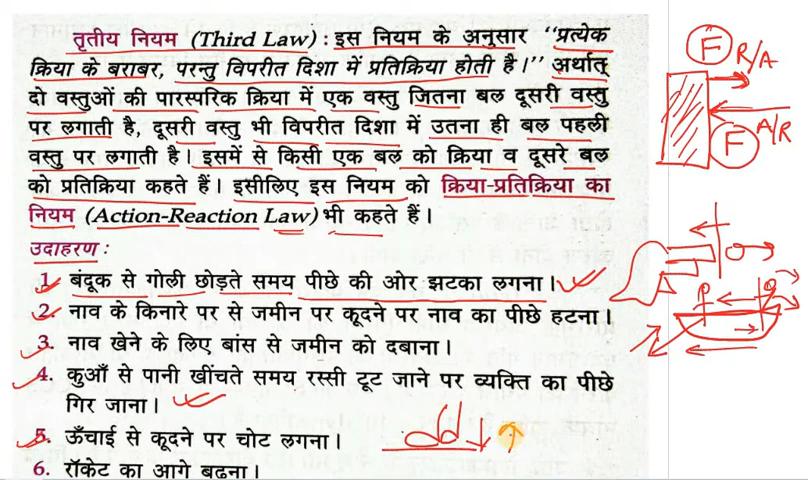 तृतीय नियम (Third Law) : इस नियम के अनुसार "प्रत्येक
क्रिया के बराबर, परन्तु विपरीत दिशा में प्रतिक्रिया होती है।" अर्थात्
दो वस्तुओं की पारस्परिक क्रिया में एक वस्तु जितना बल दूसरी वस्तु
पर लगाती है, दूसरी वस्तु भी विपरीत दिशा में उतना ही बल पहली
वस्तु पर लगाती है। इसमें से किसी एक बल को क्रिया व दूसरे बल
को प्रतिक्रिया कहते हैं। इसीलिए इस नियम को क्रिया-प्रतिक्रिया का
नियम (Action-Reaction Law) भी कहते हैं।
उदाहरण :
1. बंदूक से गोली छोड़ते समय पीछे की ओर झटका लगना।
2. नाव के किनारे पर से जमीन पर कूदने पर नाव का पीछे हटना।
3. नाव खेने के लिए बांस से जमीन को दबाना।
4. कुआँ से पानी खींचते समय रस्सी टूट जाने पर व्यक्ति का पीछे
गिर जाना।
5. ऊँचाई से कूदने पर चोट लगना।
6. रॉकेट का आगे बढ़ना।
F R/A
F A/R